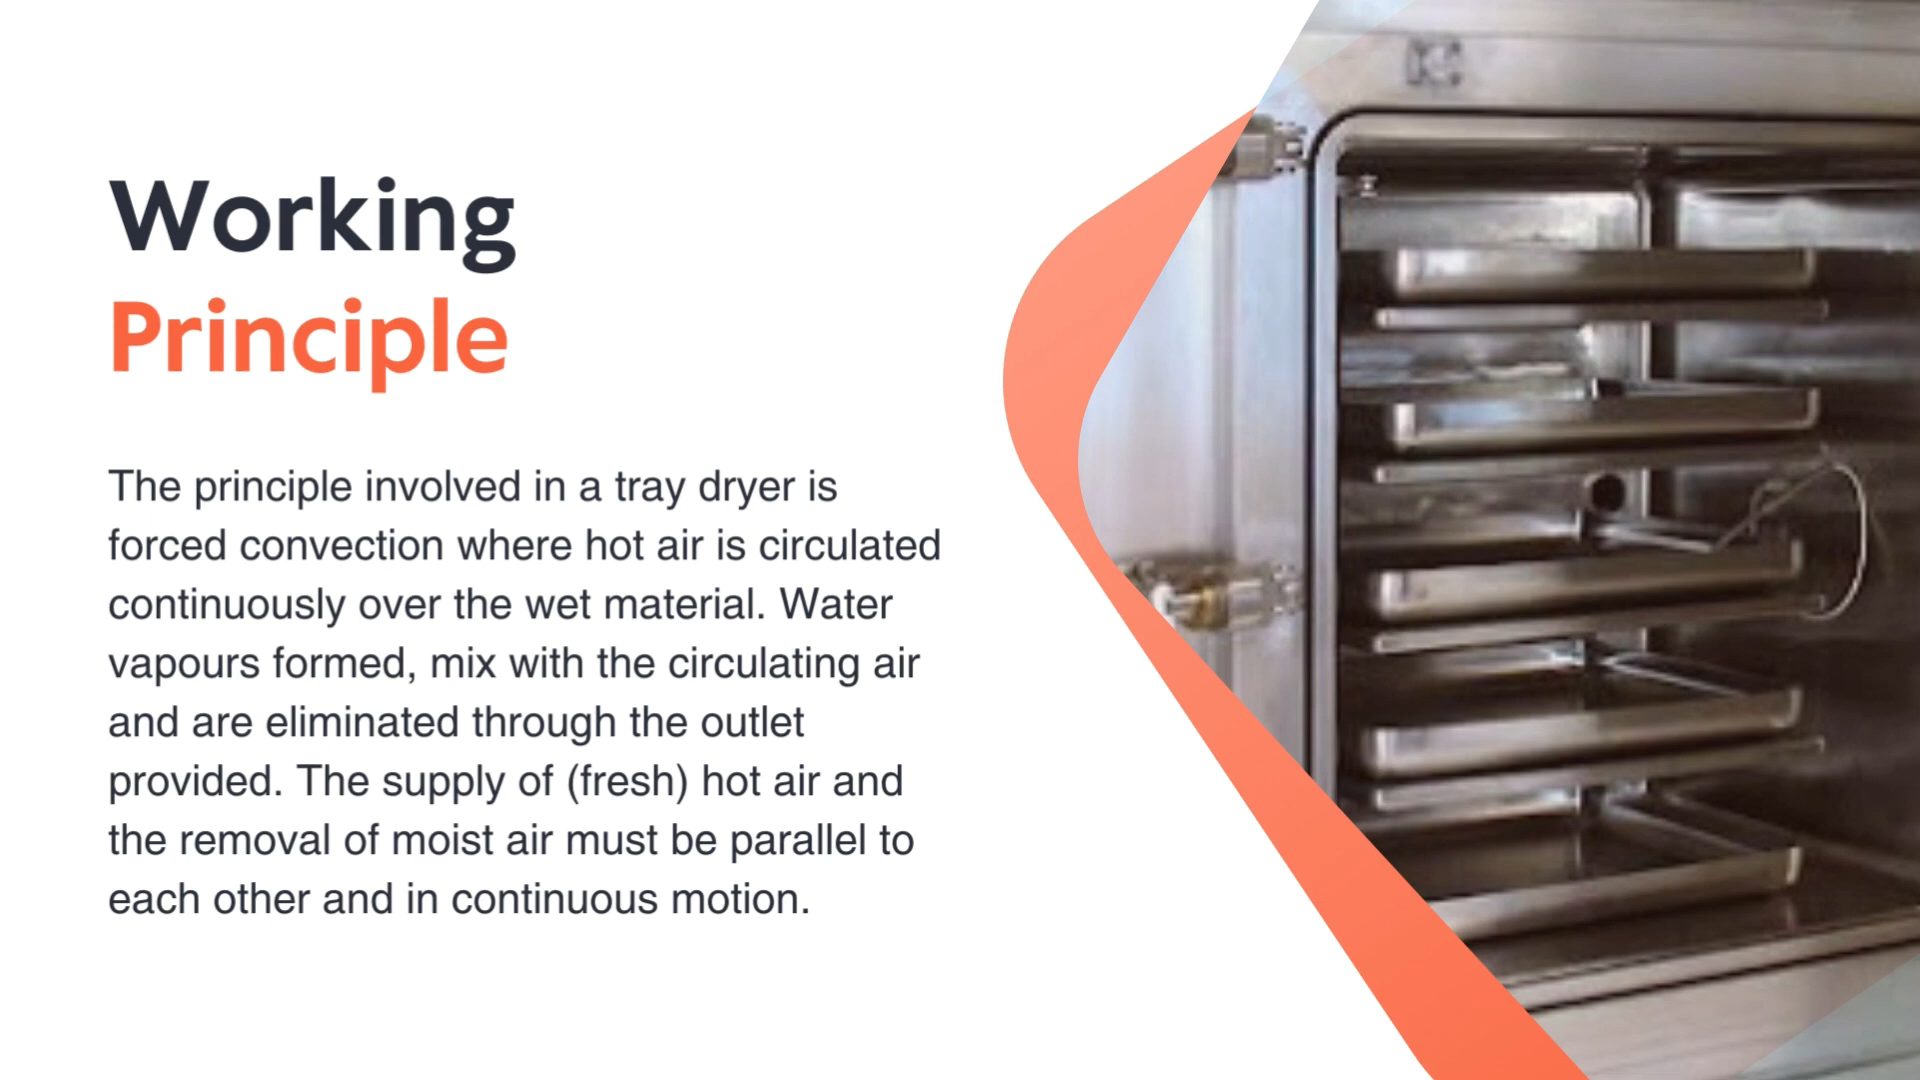 Working
Principle
The principle involved in a tray dryer is
forced convection where hot air is circulated
continuously over the wet material. Water
vapours formed, mix with the circulating air
and are eliminated through the outlet
provided. The supply of (fresh) hot air and
the removal of moist air must be parallel to
each other and in continuous motion.